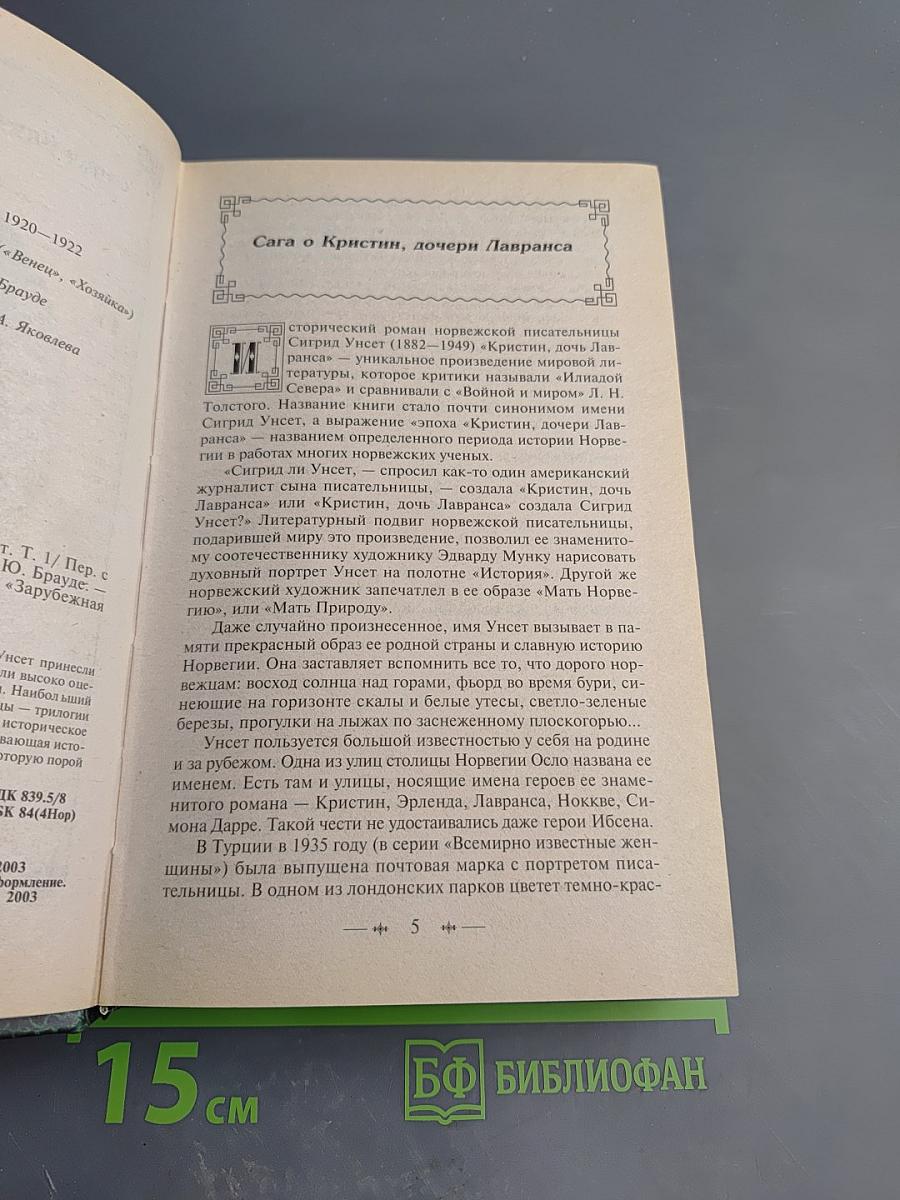 1920—1922
(«Венец», «Хозяйка»)
Брауде
А. Яковлева
т. Т. 1/ Пер. с
Ю. Брауде. —
«Зарубежная
Унсет принесли
ли высоко оце-
Наибольший
цы — трилогии
историческое
вающая исто-
оторую порой
ДК 839.5/8
БК 84(4Нор)
2003
формление.
2003
Сага о Кристин, дочери Лавранса
Исторический роман норвежской писательницы
Сигрид Унсет (1882—1949) «Кристин, дочь Лав-
ранса» — уникальное произведение мировой ли-
тературы, которое критики называли «Илиадой
Севера» и сравнивали с «Войной и миром» Л. Н.
Толстого. Название книги стало почти синонимом имени
Сигрид Унсет, а выражение «эпоха «Кристин, дочери Лав-
ранса» — названием определенного периода истории Норве-
гии в работах многих норвежских ученых.
«Сигрид ли Унсет, — спросил как-то один американский
журналист сына писательницы, — создала «Кристин, дочь
Лавранса» или «Кристин, дочь Лавранса» создала Сигрид
Унсет?» Литературный подвиг норвежской писательницы,
подарившей миру это произведение, позволил ее знаменито-
му соотечественнику художнику Эдварду Мунку нарисовать
духовный портрет Унсет на полотне «История». Другой же
норвежский художник запечатлел в ее образе «Мать Норве-
гию», или «Мать Природу».
Даже случайно произнесенное, имя Унсет вызывает в па-
мяти прекрасный образ ее родной страны и славную историю
Норвегии. Она заставляет вспомнить все то, что дорого нор-
вежцам: восход солнца над горами, фьорд во время бури, си-
неющие на горизонте скалы и белые утесы, светло-зеленые
березы, прогулки на лыжах по заснеженному плоскогорью...
Унсет пользуется большой известностью у себя на родине
и за рубежом. Одна из улиц столицы Норвегии Осло названа ее
именем. Есть там и улицы, носящие имена героев ее знаме-
нитого романа — Кристин, Эрленда, Лавранса, Ноккве, Си-
мона Дарре. Такой чести не удостаивались даже герои Ибсена.
В Турции в 1935 году (в серии «Всемирно известные жен-
щины») была выпущена почтовая марка с портретом писа-
тельницы. В одном из лондонских парков цветет темно-крас-
5
15 см
БФ БИБЛИОФАН